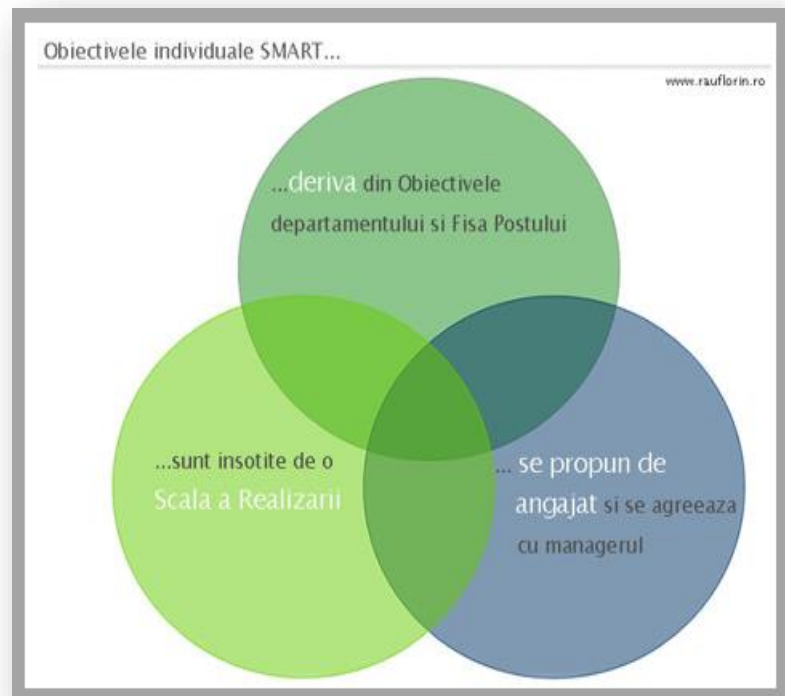 Obiectivele individuale SMART...
www.rauflorin.ro
...deriva din Obiectivele
departamentului si Fisa Postului
...sunt insotite de o
Scala a Realizarii
... se propun de
angajat si se agreeaza
cu managerul